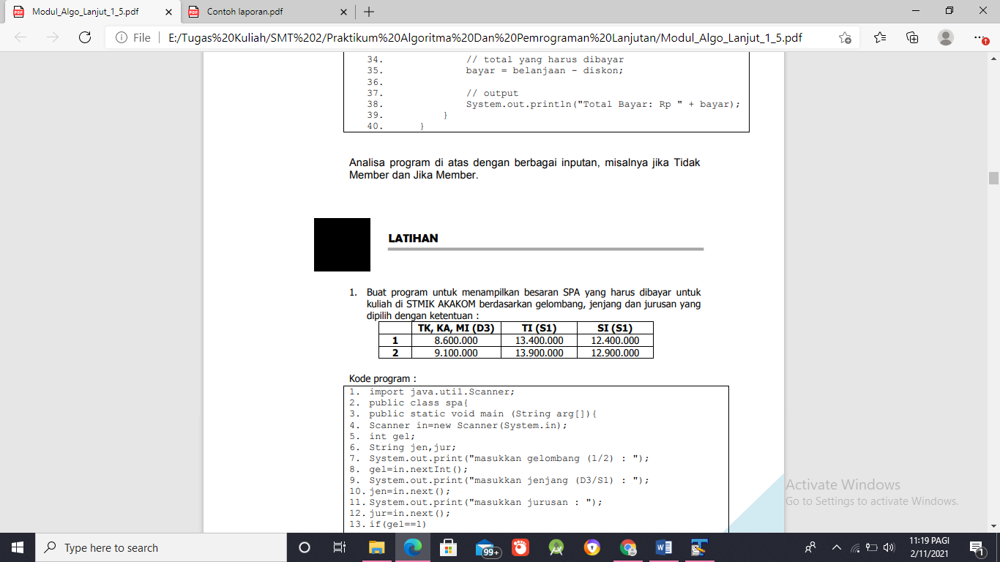 Modul_Algo_Lanjut_1_5.pdf
Contoh laporan.pdf
File
E:/Tugas%20Kuliah/SMT%202/Praktikum%20Algoritma%20Dan%20Pemrograman%20Lanjutan/Modul_Algo_Lanjut_1_5.pdf
34. // total yang harus dibayar
35. bayar = belanjaan - diskon;
36.
37. // output
38. System.out.println("Total Bayar: Rp " + bayar);
39. }
40. }
Analisa program di atas dengan berbagai inputan, misalnya jika Tidak
Member dan Jika Member.
LATIHAN
1. Buat program untuk menampilkan besaran SPA yang harus dibayar untuk
kuliah di STMIK AKAKOM berdasarkan gelombang, jenjang dan jurusan yang
dipilih dengan ketentuan :
TK, KA, MI (D3) TI (S1) SI (S1)
1 8.600.000 13.400.000 12.400.000
2 9.100.000 13.900.000 12.900.000
Kode program :
1. import java.util.Scanner;
2. public class spa{
3. public static void main (String arg[]){
4. Scanner in=new Scanner(System.in);
5. int gel;
6. String jen,jur;
7. System.out.print("masukkan gelombang (1/2) : ");
8. gel=in.nextInt();
9. System.out.print("masukkan jenjang (D3/S1) : ");
10. jen=in.next();
11. System.out.print("masukkan jurusan : ");
12. jur=in.next();
13. if(gel==1)
Activate Windows
Go to Settings to activate Windows.
Type here to search
99+
11:19 PAGI
2/11/2021
1